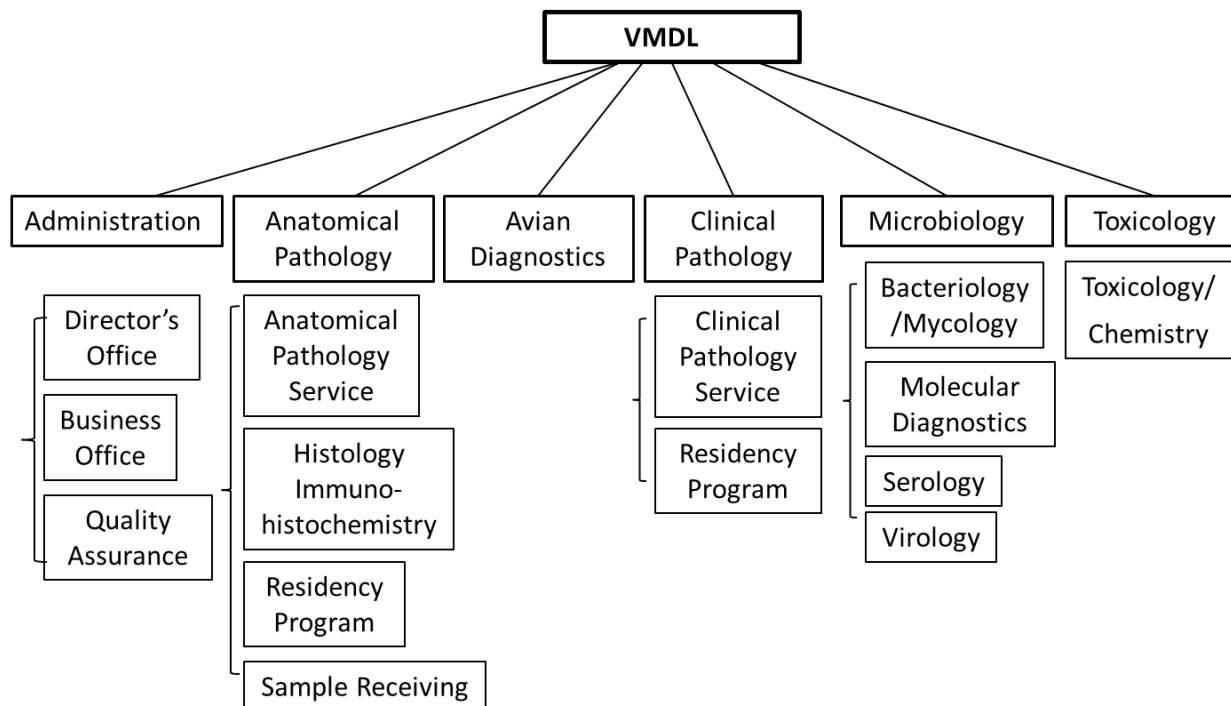 VMDL
Administration
Anatomical
Pathology
Avian
Diagnostics
Clinical
Pathology
Microbiology
Toxicology
Director's
Office
Business
Office
Quality
Assurance
Anatomical
Pathology
Service
Histology
Immuno-
histochemistry
Residency
Program
Sample Receiving
Clinical
Pathology
Service
Residency
Program
Bacteriology
/Mycology
Molecular
Diagnostics
Serology
Virology
Toxicology/
Chemistry